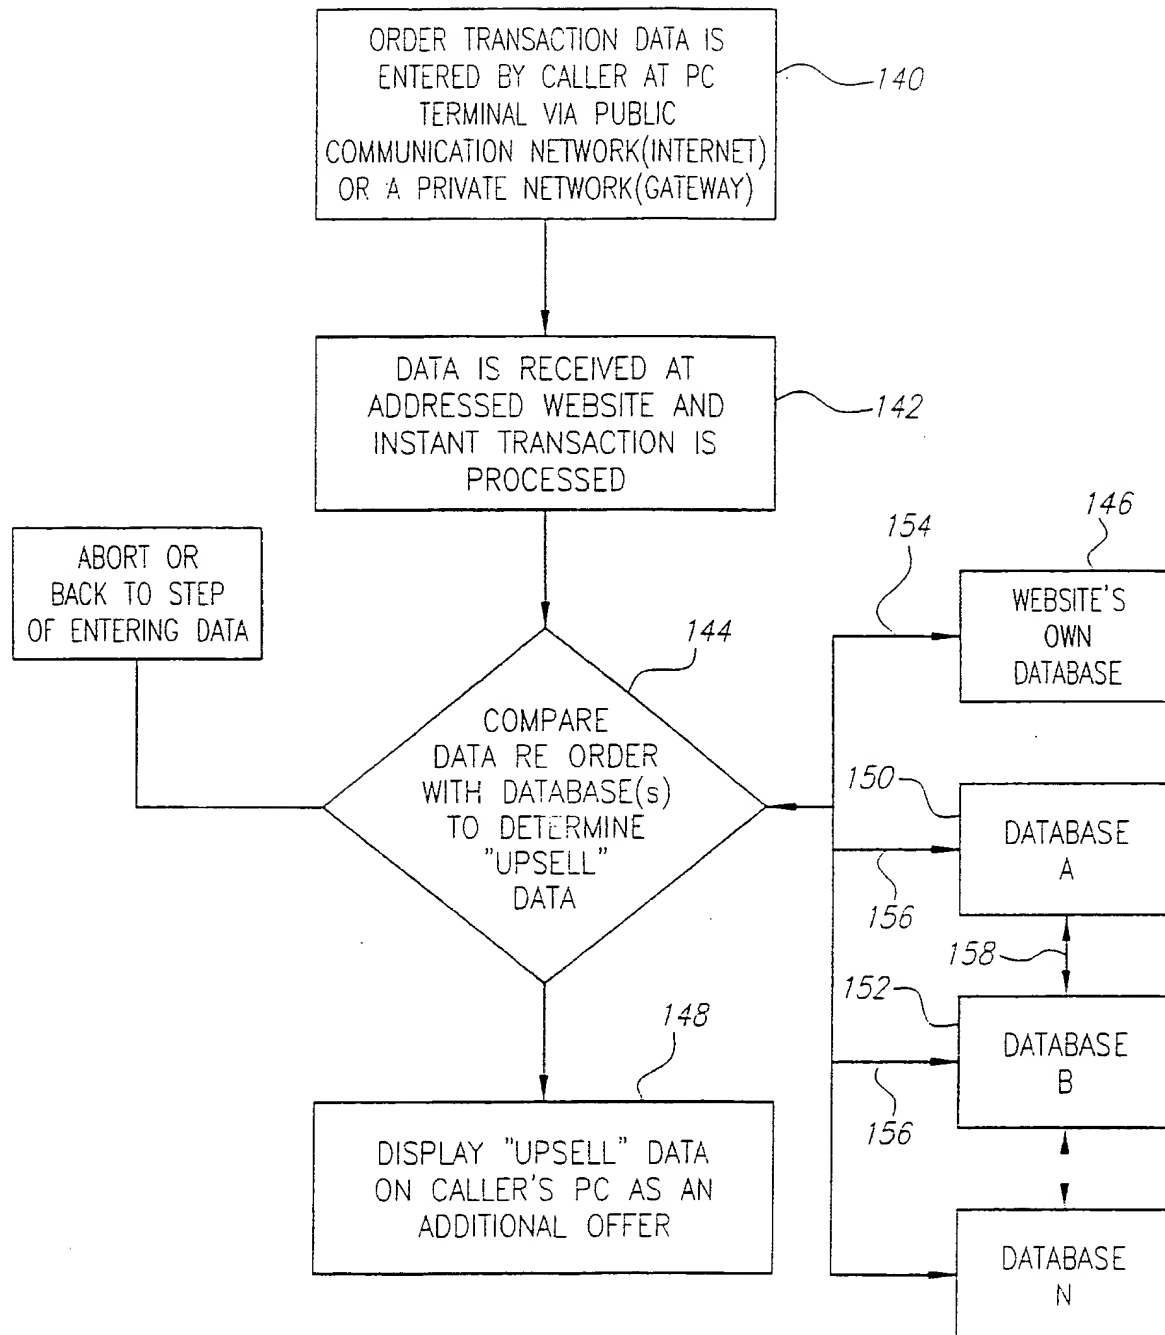 ORDER TRANSACTION DATA IS
ENTERED BY CALLER AT PC
TERMINAL VIA PUBLIC
COMMUNICATION NETWORK(INTERNET)
OR A PRIVATE NETWORK(GATEWAY)
140
DATA IS RECEIVED AT
ADDRESSED WEBSITE AND
INSTANT TRANSACTION IS
PROCESSED
142
ABORT OR
BACK TO STEP
OF ENTERING DATA
144
COMPARE
DATA RE ORDER
WITH DATABASE(s)
TO DETERMINE
"UPSELL"
DATA
154
146
WEBSITE'S
OWN
DATABASE
150
DATABASE
A
156
158
152
DATABASE
B
156
148
DISPLAY "UPSELL" DATA
ON CALLER'S PC AS AN
ADDITIONAL OFFER
DATABASE
N